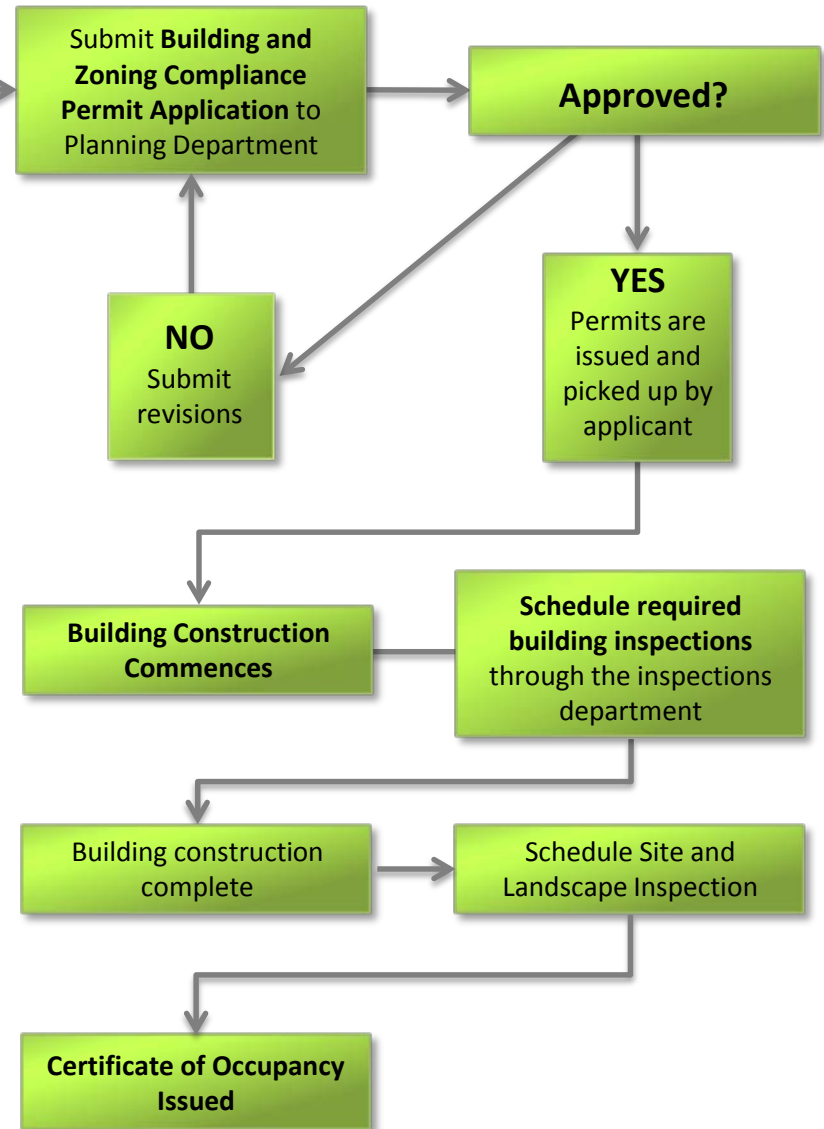 Submit Building and
Zoning Compliance
Permit Application to
Planning Department
Approved?
NO
Submit
revisions
YES
Permits are
issued and
picked up by
applicant
Building Construction
Commences
Schedule required
building inspections
through the inspections
department
Building construction
complete
Schedule Site and
Landscape Inspection
Certificate of Occupancy
Issued